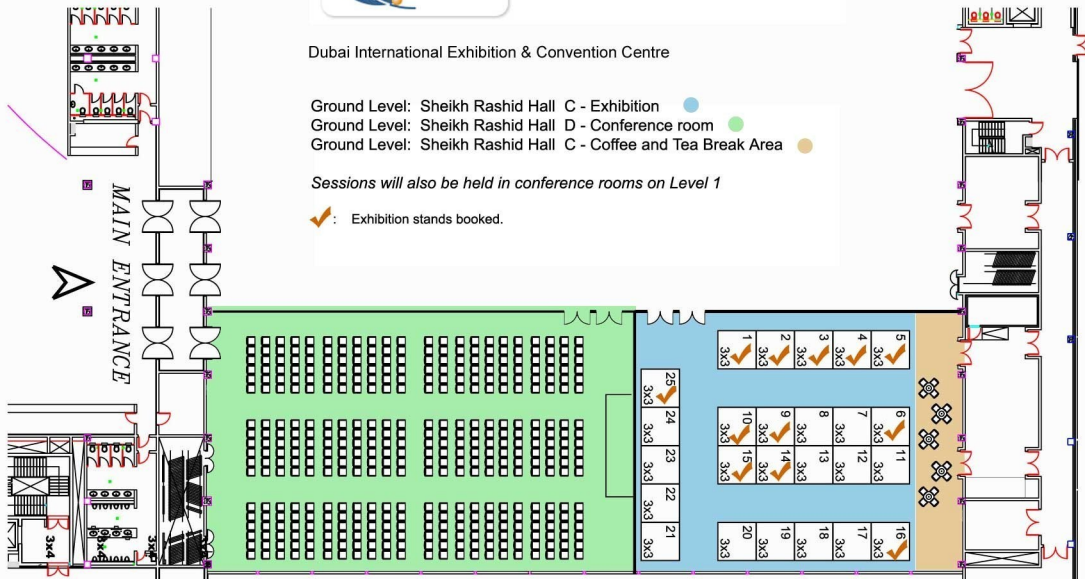 Dubai International Exhibition & Convention Centre
Ground Level: Sheikh Rashid Hall C - Exhibition
Ground Level: Sheikh Rashid Hall D - Conference room
Ground Level: Sheikh Rashid Hall C - Coffee and Tea Break Area
Sessions will also be held in conference rooms on Level 1
: Exhibition stands booked.
MAIN ENTRANCE
1 2 3 4 5
3x3 3x3 3x3 3x3 3x3
25
3x3
24
3x3
23
3x3
22
3x3
21
3x3
10 9 8 7 6
3x3 3x3 3x3 3x3 3x3
15 14 13 12 11
3x3 3x3 3x3 3x3 3x3
20 19 18 17 16
3x3 3x3 3x3 3x3 3x3
3x4 3x4 3x4 3x4